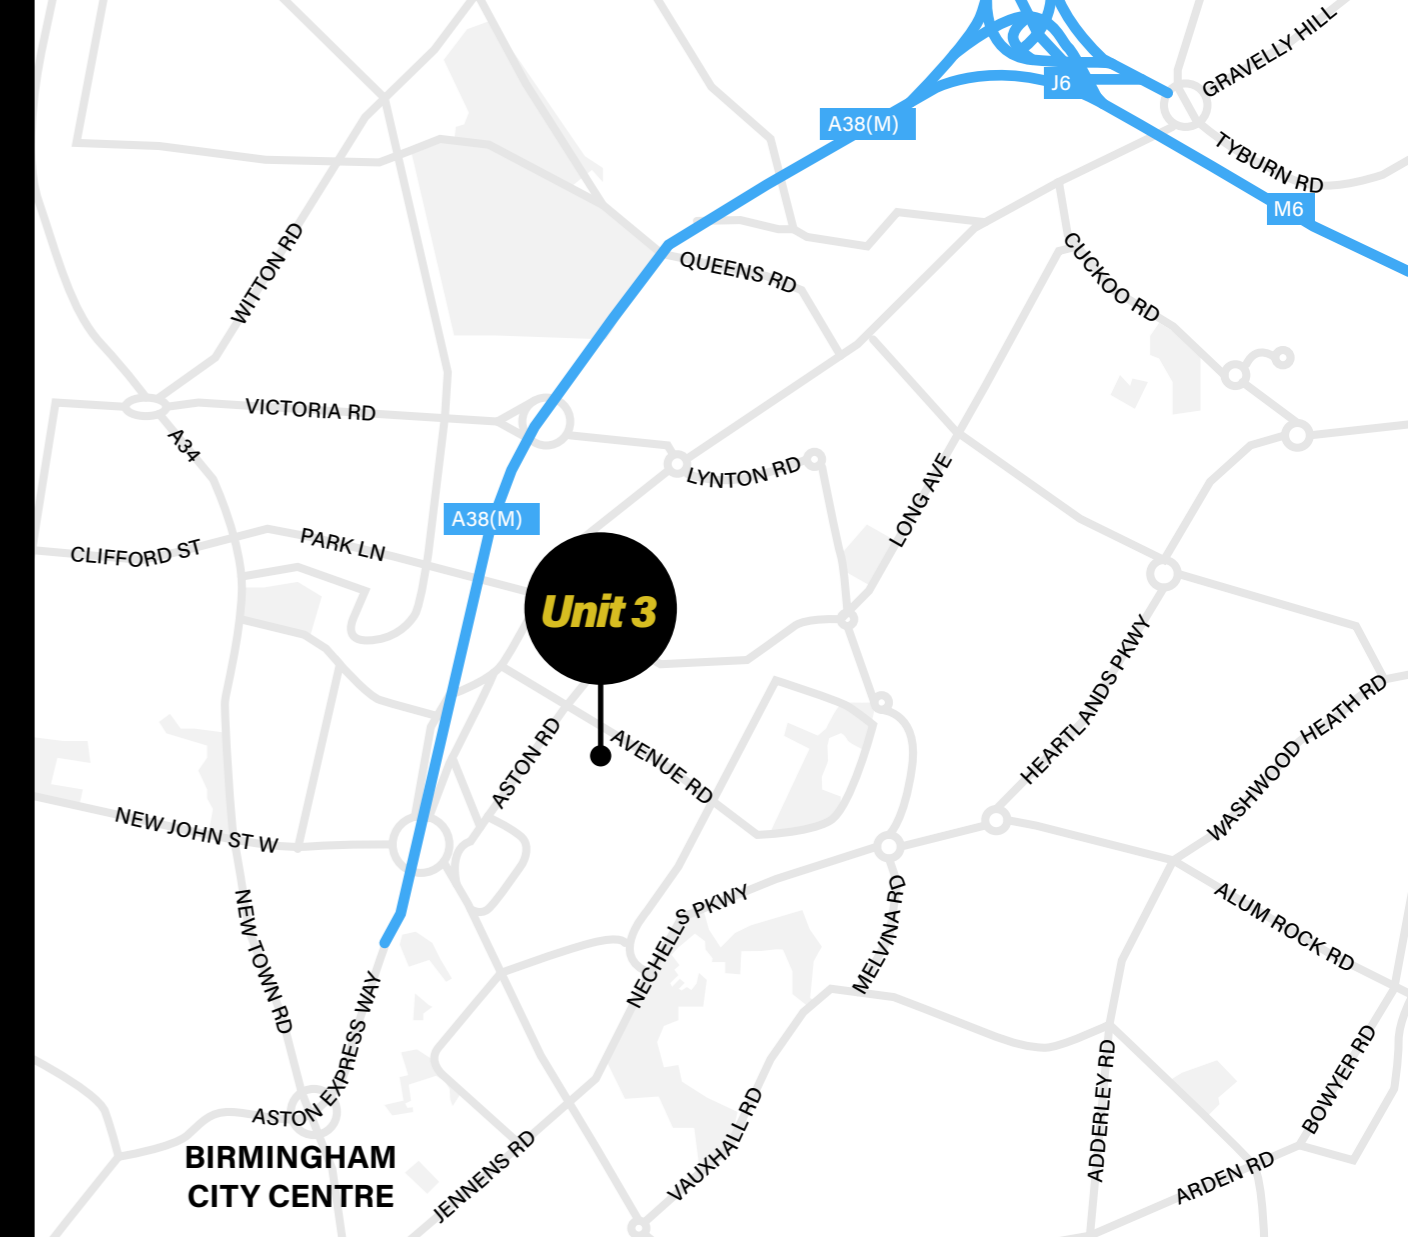 GRAVELLY HILL
J6
A38(M)
TYBURN RD
M6
WITTON RD
QUEENS RD
CUCKOO RD
VICTORIA RD
A34
LYNTON RD
LONG AVE
A38(M)
CLIFFORD ST
PARK LN
Unit 3
HEARTLANDS PKWY
WASHWOOD HEATH RD
ASTON RD
AVENUE RD
NEW JOHN ST W
NECHELLS PKWY
MELVINA RD
ALUM ROCK RD
NEW TOWN RD
ASTON EXPRESS WAY
BOWYER RD
ADDERLEY RD
VAUXHALL RD
JENNENS RD
ARDEN RD
BIRMINGHAM
CITY CENTRE